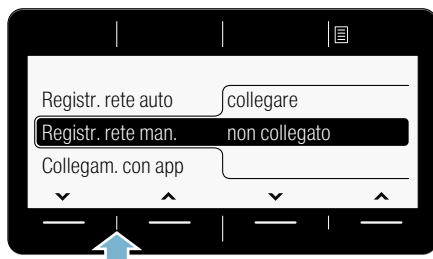 Registr. rete auto collegare
Registr. rete man. non collegato
Collegam. con app